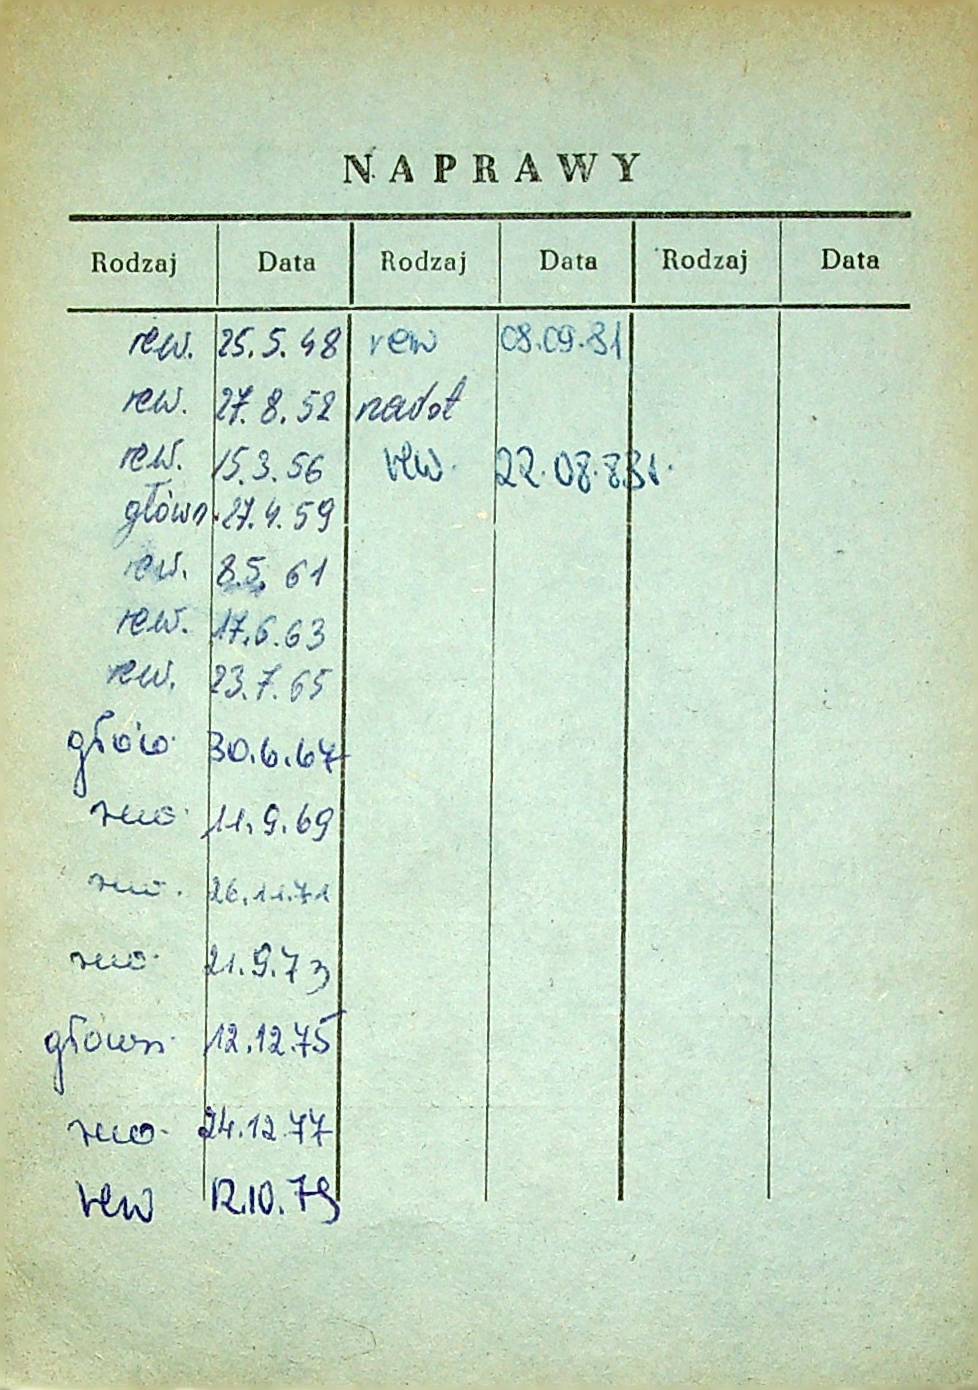 NAPRAWY
Rodzaj Data Rodzaj Data Rodzaj Data
rew. 25.5.48 rew 08.09.81
rew. 27.8.52
rew. 15.3.56 rew. 22.08.83r.
główn. 27.4.59
rew. 8.5.61
rew. 17.6.63
rew. 23.7.65
głów. 30.6.67
rew. 11.9.69
rew. 26.11.71
rew. 21.9.73
główn. 12.12.75
rew. 24.12.77
rew 12.10.79